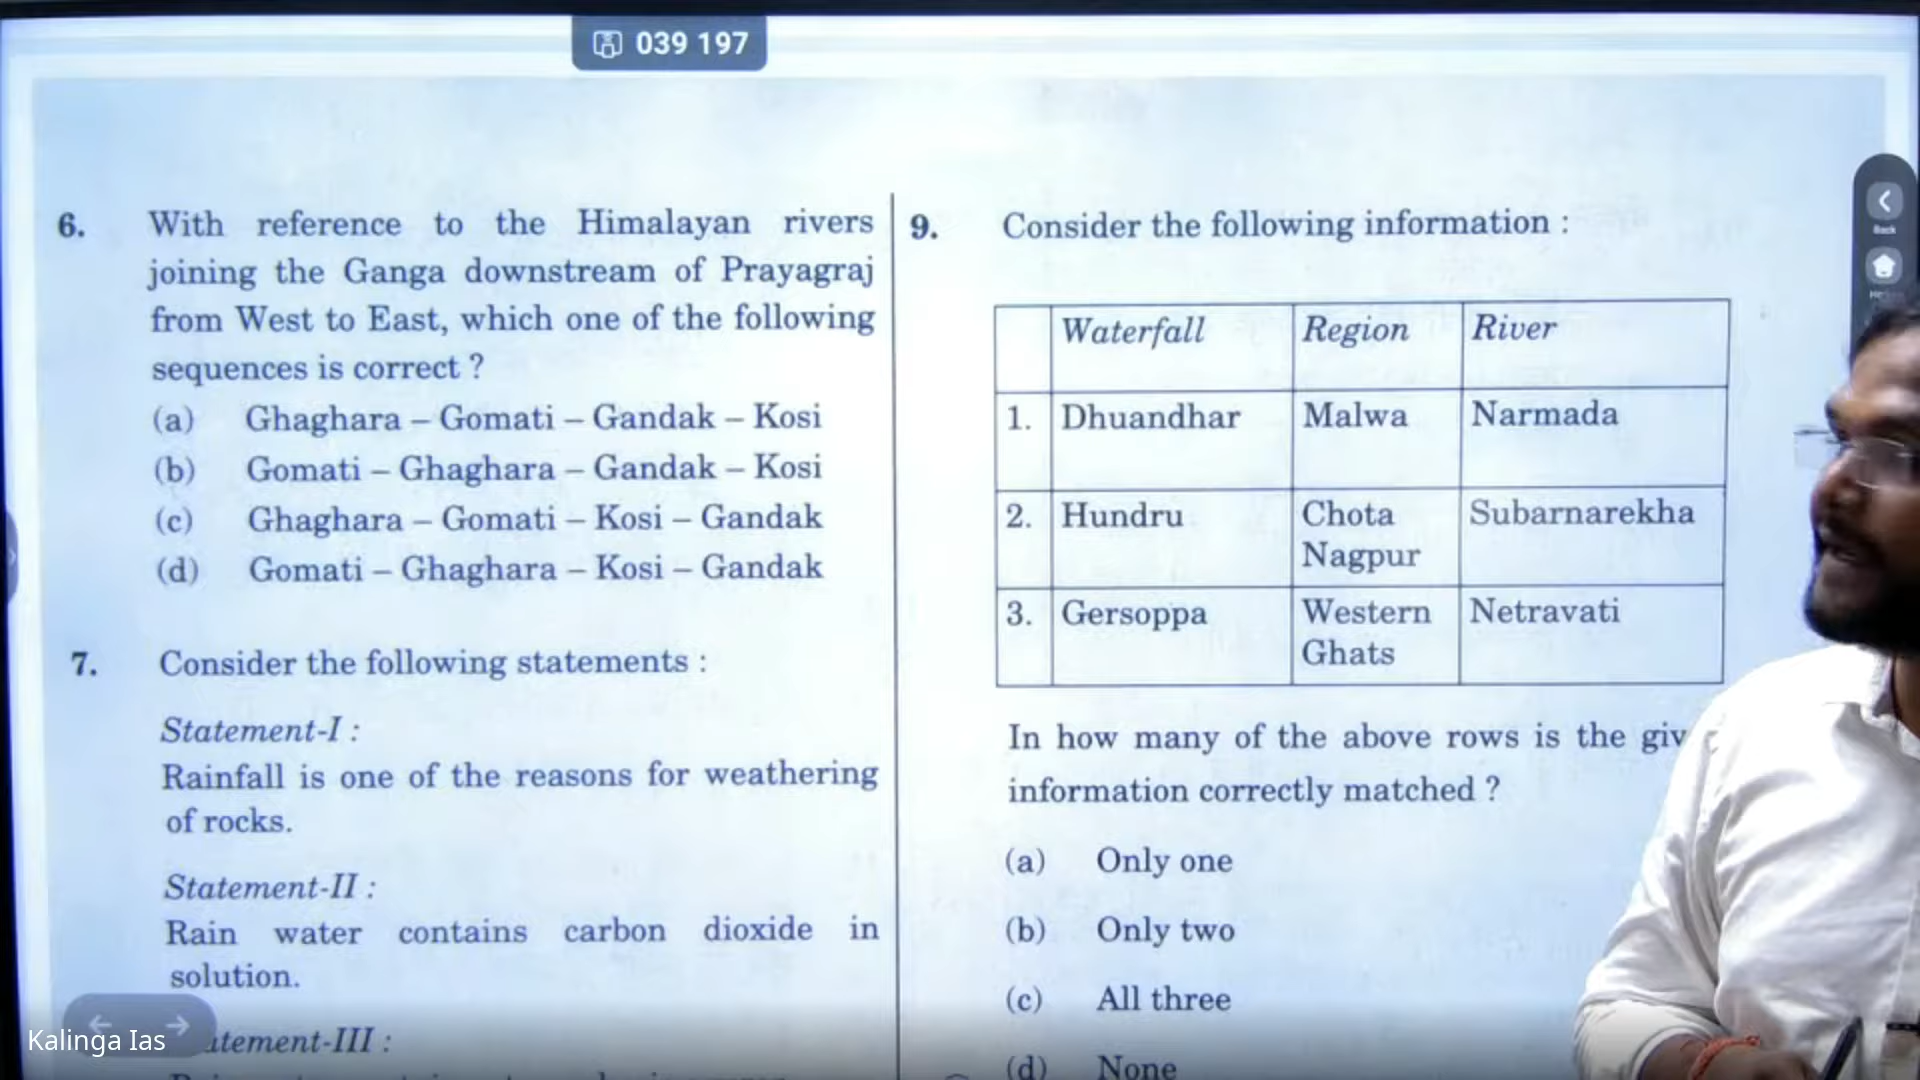 039 197
6. With reference to the Himalayan rivers
joining the Ganga downstream of Prayagraj
from West to East, which one of the following
sequences is correct ?
(a) Ghaghara – Gomati – Gandak – Kosi
(b) Gomati – Ghaghara – Gandak – Kosi
(c) Ghaghara – Gomati – Kosi – Gandak
(d) Gomati – Ghaghara – Kosi – Gandak
7. Consider the following statements :
Statement-I :
Rainfall is one of the reasons for weathering
of rocks.
Statement-II :
Rain water contains carbon dioxide in
solution.
atement-III :
9. Consider the following information :
Waterfall Region River
1. Dhuandhar Malwa Narmada
2. Hundru Chota Nagpur Subarnarekha
3. Gersoppa Western Ghats Netravati
In how many of the above rows is the giv
information correctly matched ?
(a) Only one
(b) Only two
(c) All three
(d) None
Back
Kalinga Ias